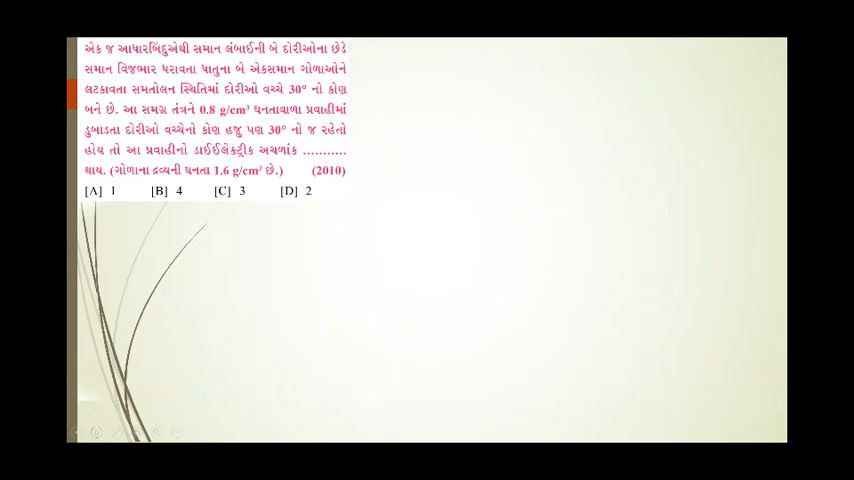 એક જ આધારબિંદુએથી સમાન લંબાઈની બે દોરીઓના છેડે
સમાન વિજભાર ધરાવતા ધાતુના બે એકસમાન ગોળાઓને
લટકાવતા સમતોલન સ્થિતિમાં દોરીઓ વચ્ચે 30° નો કોણ
બને છે. આ સમગ્ર તંત્રને 0.8 g/cm³ ઘનતાવાળા પ્રવાહીમાં
ડુબાડતા દોરીઓ વચ્ચેનો કોણ હજુ પણ 30° નો જ રહેતો
હોય તો આ પ્રવાહીનો ડાઈઈલેક્ટ્રીક અચળાંક ...........
થાય. (ગોળાના દ્રવ્યની ઘનતા 1.6 g/cm³ છે.) (2010)
[A] 1 [B] 4 [C] 3 [D] 2